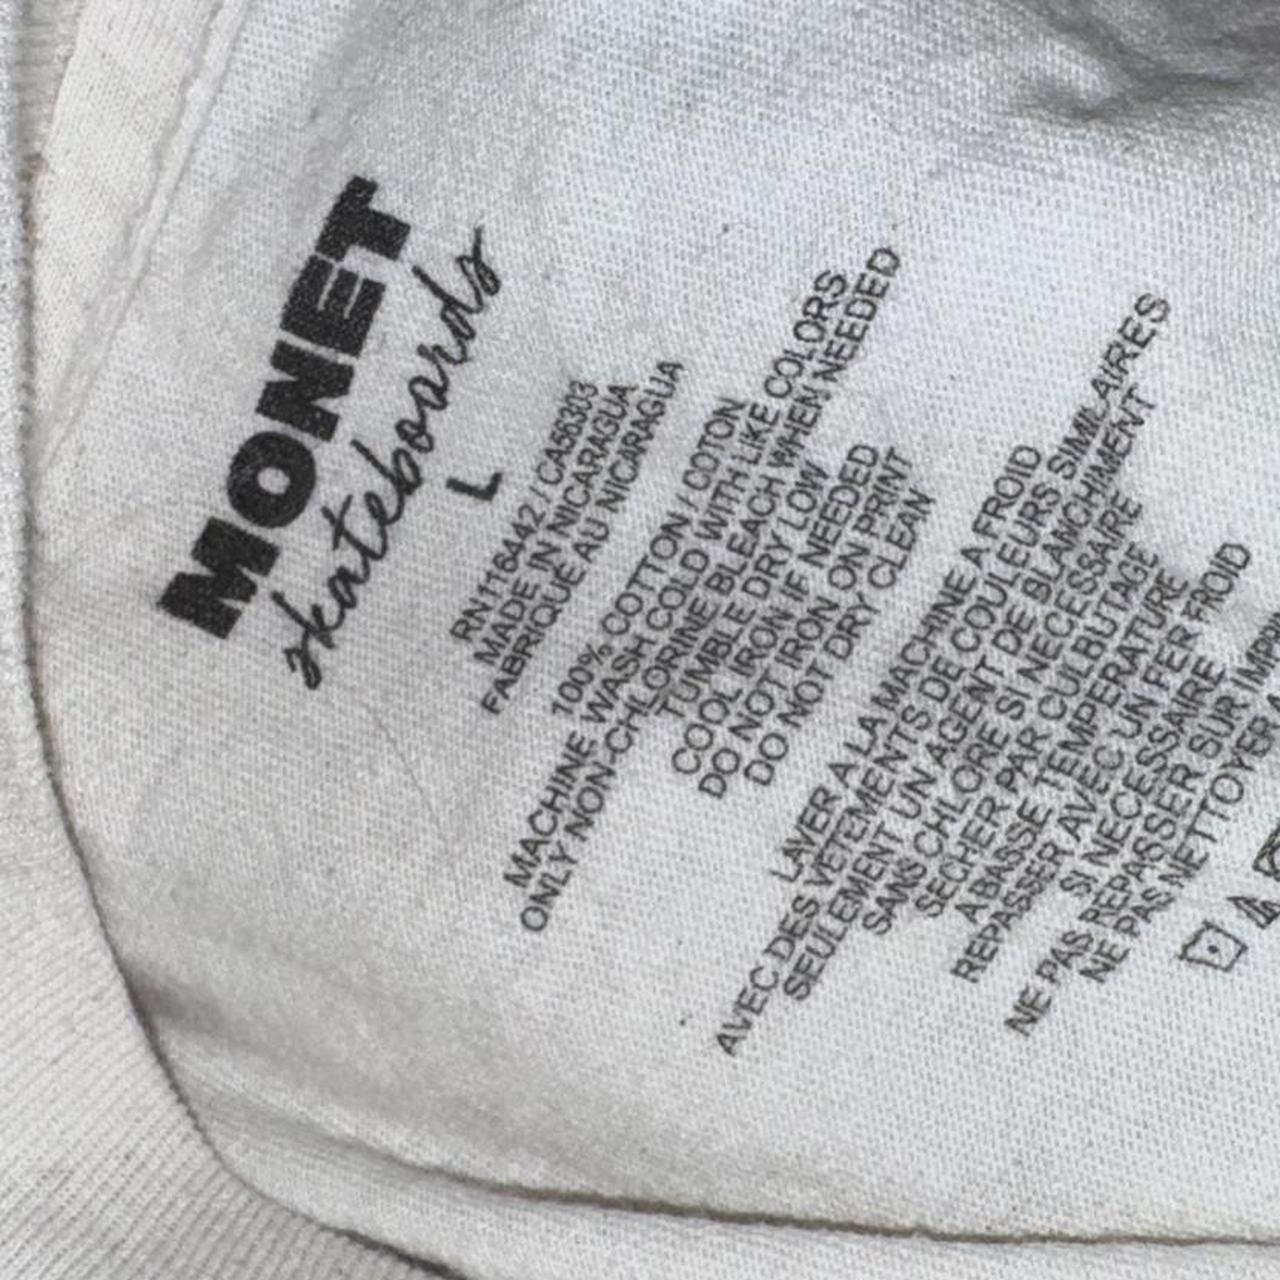 MONET
skateboards
L
RN116442 / CA56303
MADE IN NICARAGUA
FABRIQUÉ AU NICARAGUA
100% COTTON / COTON
MACHINE WASH COLD WITH LIKE COLORS
ONLY NON-CHLORINE BLEACH WHEN NEEDED
TUMBLE DRY LOW
COOL IRON IF NEEDED
DO NOT IRON ON PRINT
DO NOT DRY CLEAN
LAVER A LA MACHINE A FROID
AVEC DES VETEMENTS DE COULEURS SIMILAIRES
SEULEMENT UN AGENT DE BLANCHIMENT
SANS CHLORE SI NECESSAIRE
SECHER PAR CULBUTAGE
ABASSE TEMPERATURE
REPASSER AVEC UN FER FROID
SI NECESSAIRE
NE PAS REPASSER SUR
NE PAS NETTOYER A